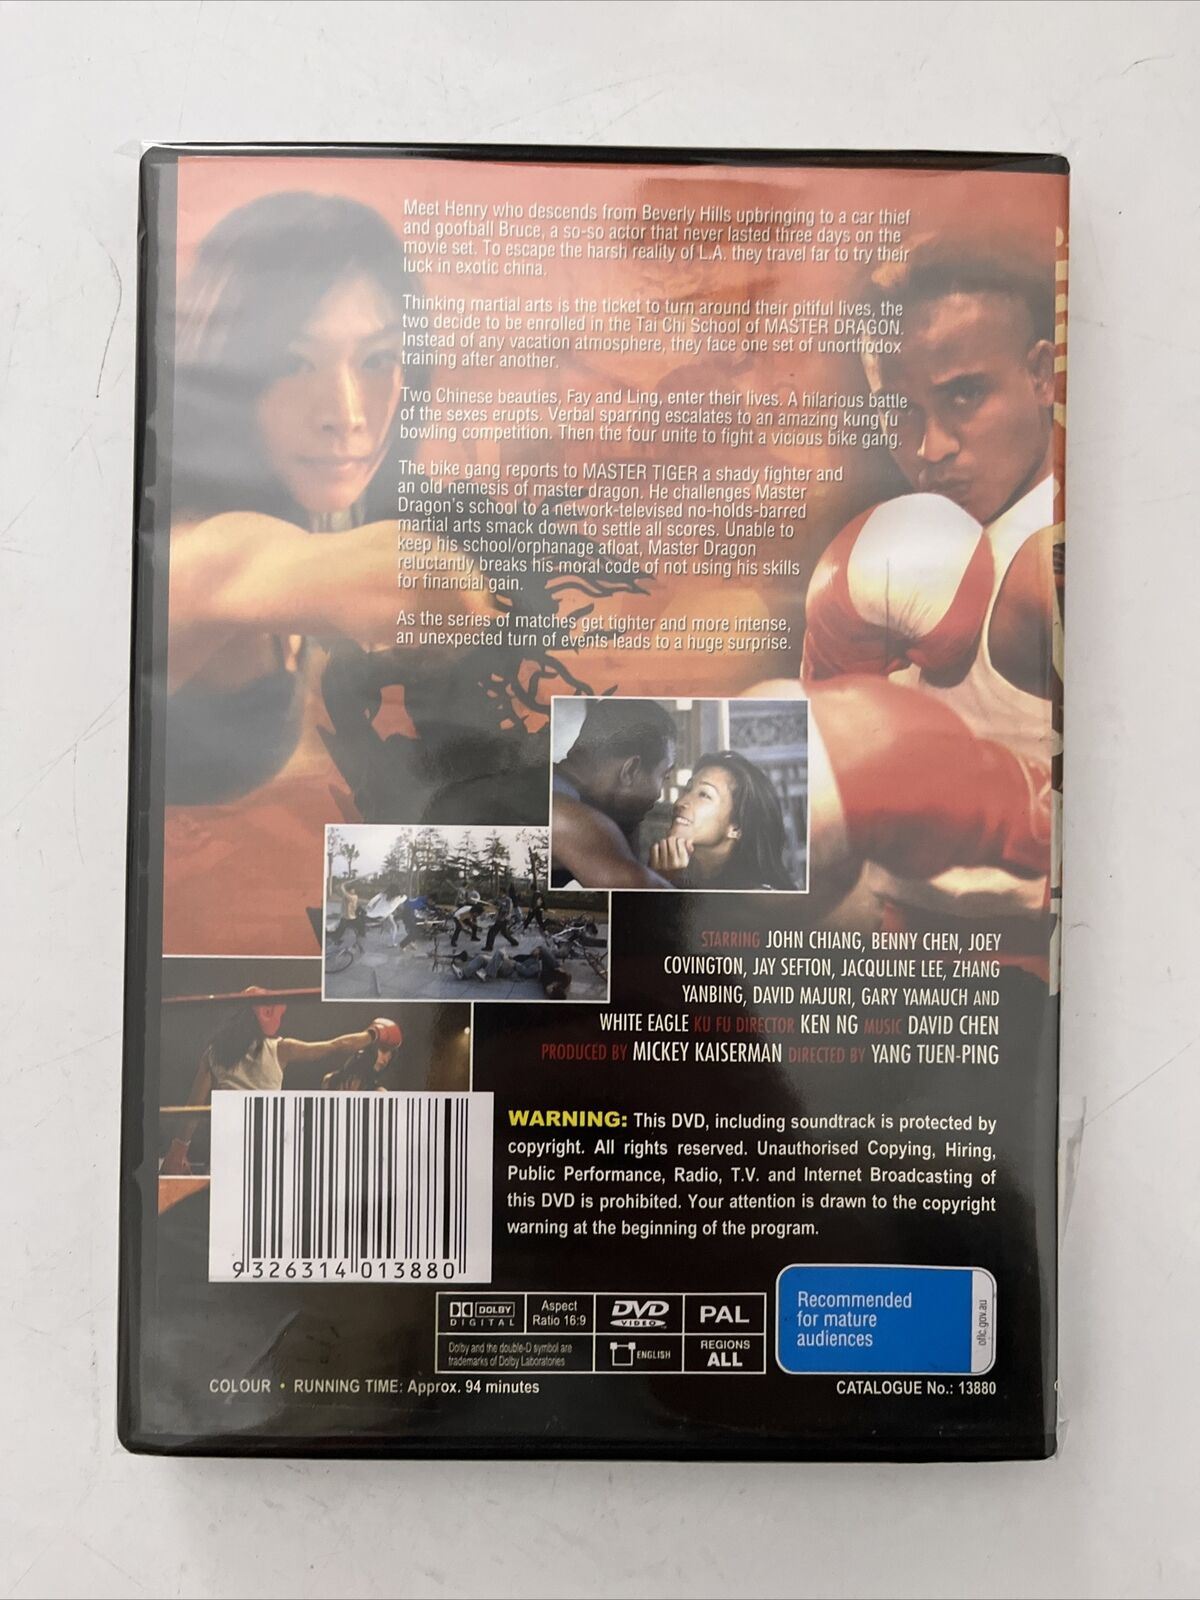 Meet Henry who descends from Beverly Hills upbringing to a car thief
and goofball Bruce, a so-so actor that never lasted three days on the
movie set. To escape the harsh reality of L.A. they travel far to try their
luck in exotic china.
Thinking martial arts is the ticket to turn around their pitiful lives, the
two decide to be enrolled in the Tai Chi School of MASTER DRAGON.
Instead of any vacation atmosphere, they face one set of unorthodox
training after another.
Two Chinese beauties, Fay and Ling, enter their lives. A hilarious battle
of the sexes erupts. Verbal sparring escalates to an amazing kung fu
bowling competition. Then the four unite to fight a vicious bike gang.
The bike gang reports to MASTER TIGER a shady fighter and
an old nemesis of master dragon. He challenges Master
Dragon's school to a network-televised no-holds-barred
martial arts smack down to settle all scores. Unable to
keep his school/orphanage afloat, Master Dragon
reluctantly breaks his moral code of not using his skills
for financial gain.
As the series of matches get tighter and more intense,
an unexpected turn of events leads to a huge surprise.
STARRING JOHN CHIANG, BENNY CHEN, JOEY
COVINGTON, JAY SEFTON, JACQULINE LEE, ZHANG
YANBING, DAVID MAJURI, GARY YAMAUCH AND
WHITE EAGLE KU FU DIRECTOR KEN NG MUSIC DAVID CHEN
PRODUCED BY MICKEY KAISERMAN DIRECTED BY YANG TUEN-PING
WARNING: This DVD, including soundtrack is protected by
copyright. All rights reserved. Unauthorised Copying, Hiring,
Public Performance, Radio, T.V. and Internet Broadcasting of
this DVD is prohibited. Your attention is drawn to the copyright
warning at the beginning of the program.
9 326314 013880
DOLBY
DIGITAL
Aspect
Ratio 16:9
DVD
VIDEO
PAL
Dolby and the double-D symbol are
trademarks of Dolby Laboratories
ENGLISH
REGIONS
ALL
Recommended
for mature
audiences
oflc.gov.au
COLOUR • RUNNING TIME: Approx. 94 minutes
CATALOGUE No.: 13880